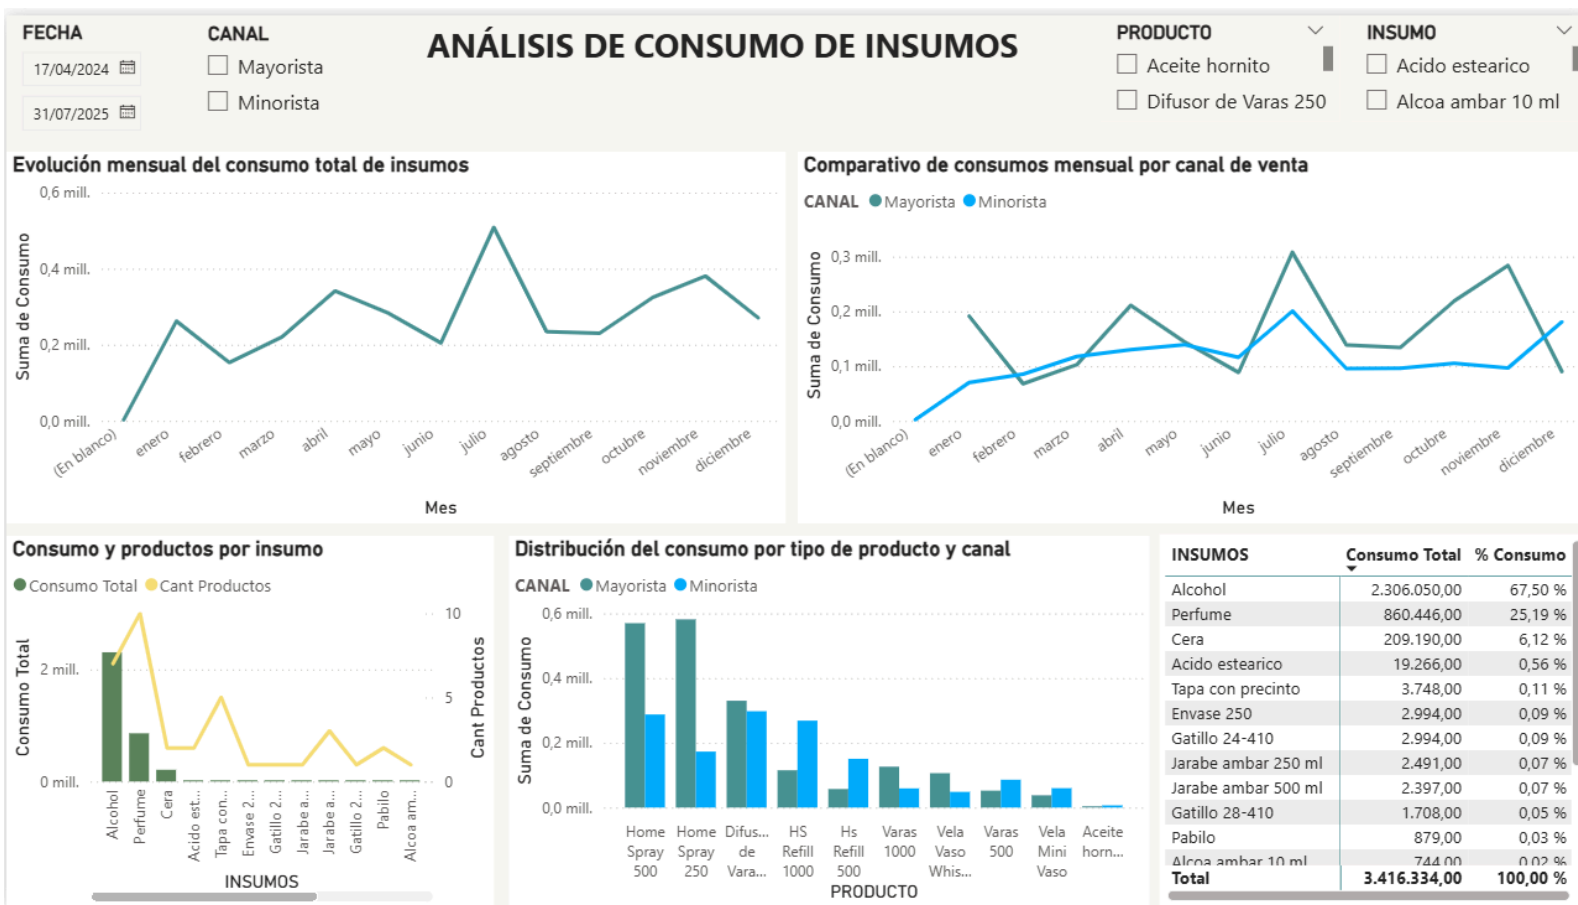 FECHA
17/04/2024
31/07/2025
CANAL
Mayorista
Minorista
ANÁLISIS DE CONSUMO DE INSUMOS
PRODUCTO
Aceite hornito
Difusor de Varas 250
INSUMO
Acido estearico
Alcoa ambar 10 ml
Evolución mensual del consumo total de insumos
Suma de Consumo
0,6 mill.
0,4 mill.
0,2 mill.
0,0 mill.
(En blanco) enero febrero marzo abril mayo junio julio agosto septiembre octubre noviembre diciembre
Mes
Comparativo de consumos mensual por canal de venta
CANAL Mayorista Minorista
Suma de Consumo
0,3 mill.
0,2 mill.
0,1 mill.
0,0 mill.
(En blanco) enero febrero marzo abril mayo junio julio agosto septiembre octubre noviembre diciembre
Mes
Consumo y productos por insumo
Consumo Total Cant Productos
Consumo Total
2 mill.
0 mill.
10
5
0
Cant Productos
Alcohol
Perfume
Cera
Acido est...
Tapa con...
Envase 2...
Gatillo 2...
Jarabe a...
Jarabe a...
Gatillo 2...
Pabilo
Alcoa am...
INSUMOS
Distribución del consumo por tipo de producto y canal
CANAL Mayorista Minorista
Suma de Consumo
0,6 mill.
0,4 mill.
0,2 mill.
0,0 mill.
Home Home Difus... HS Hs Varas Vela Varas Vela Aceite
Spray Spray de Refill Refill 1000 Vaso 500 Mini horn...
500 250 Vara... 1000 500 Whis... Vaso
PRODUCTO
INSUMOS Consumo Total % Consumo
Alcohol 2.306.050,00 67,50 %
Perfume 860.446,00 25,19 %
Cera 209.190,00 6,12 %
Acido estearico 19.266,00 0,56 %
Tapa con precinto 3.748,00 0,11 %
Envase 250 2.994,00 0,09 %
Gatillo 24-410 2.994,00 0,09 %
Jarabe ambar 250 ml 2.491,00 0,07 %
Jarabe ambar 500 ml 2.397,00 0,07 %
Gatillo 28-410 1.708,00 0,05 %
Pabilo 879,00 0,03 %
Alcoa ambar 10 ml 744,00 0,02 %
Total 3.416.334,00 100,00 %